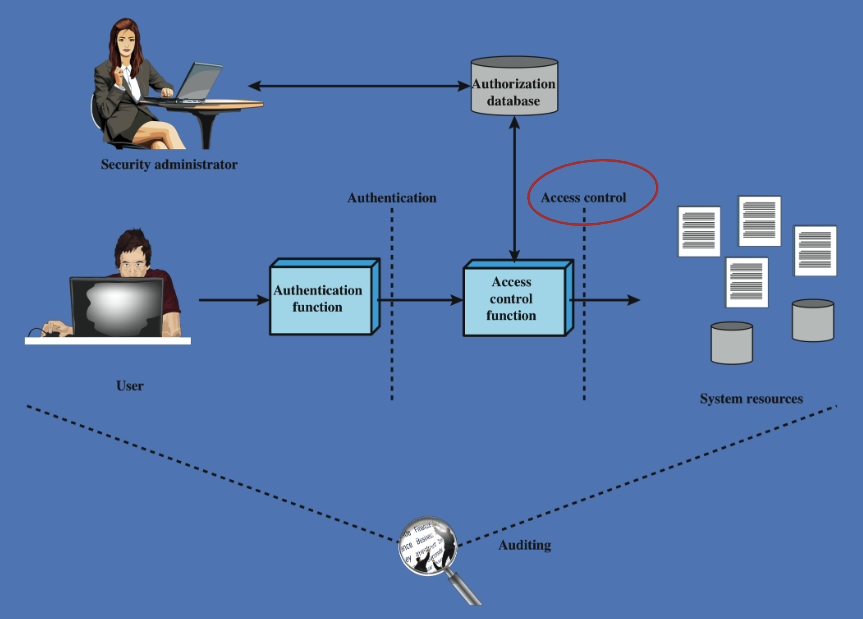 Authorization
database
Security administrator
Authentication
Access control
Authentication
function
Access
control
function
User
System resources
Auditing